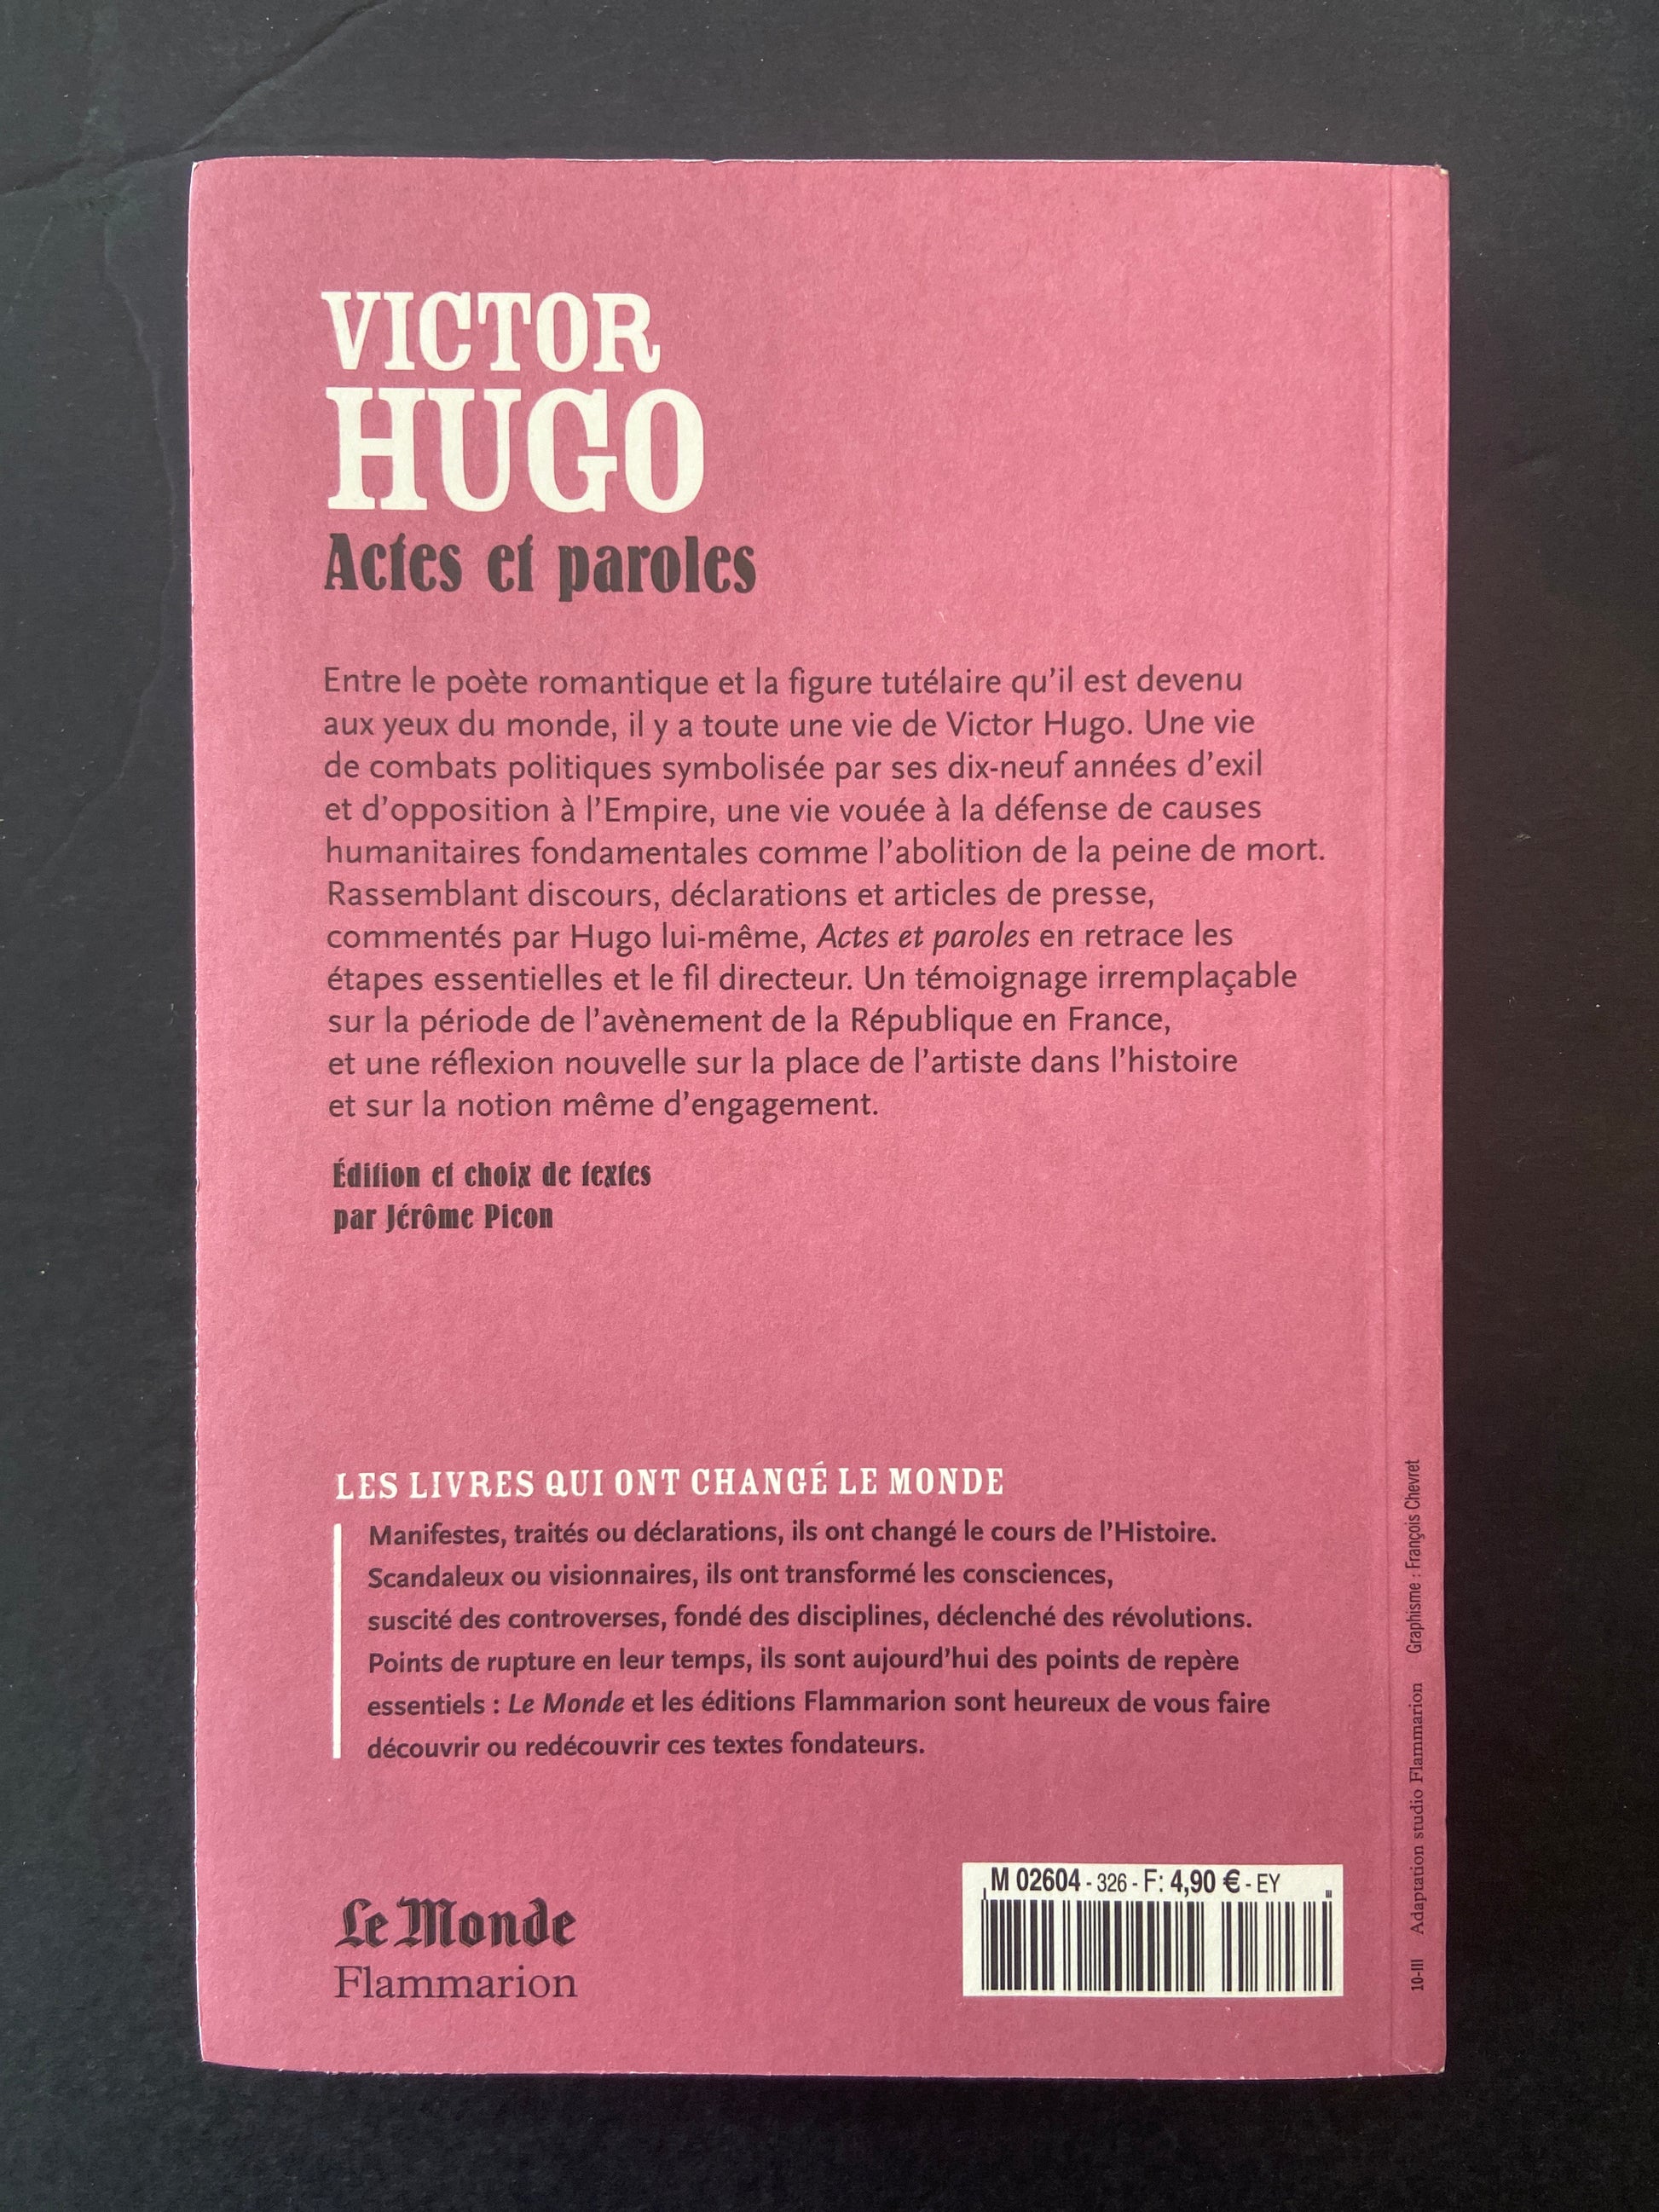 VICTOR
HUGO
Actes et paroles
Entre le poète romantique et la figure tutélaire qu'il est devenu
aux yeux du monde, il y a toute une vie de Victor Hugo. Une vie
de combats politiques symbolisée par ses dix-neuf années d'exil
et d'opposition à l'Empire, une vie vouée à la défense de causes
humanitaires fondamentales comme l'abolition de la peine de mort.
Rassemblant discours, déclarations et articles de presse,
commentés par Hugo lui-même, Actes et paroles en retrace les
étapes essentielles et le fil directeur. Un témoignage irremplaçable
sur la période de l'avènement de la République en France,
et une réflexion nouvelle sur la place de l'artiste dans l'histoire
et sur la notion même d'engagement.
Édition et choix de textes
par Jérôme Picon
LES LIVRES QUI ONT CHANGÉ LE MONDE
Manifestes, traités ou déclarations, ils ont changé le cours de l'Histoire.
Scandaleux ou visionnaires, ils ont transformé les consciences,
suscité des controverses, fondé des disciplines, déclenché des révolutions.
Points de rupture en leur temps, ils sont aujourd'hui des points de repère
essentiels : Le Monde et les éditions Flammarion sont heureux de vous faire
découvrir ou redécouvrir ces textes fondateurs.
Le Monde
Flammarion
M 02604 - 326 - F: 4,90 € - EY
10-III Adaptation studio Flammarion Graphisme : François Chevret